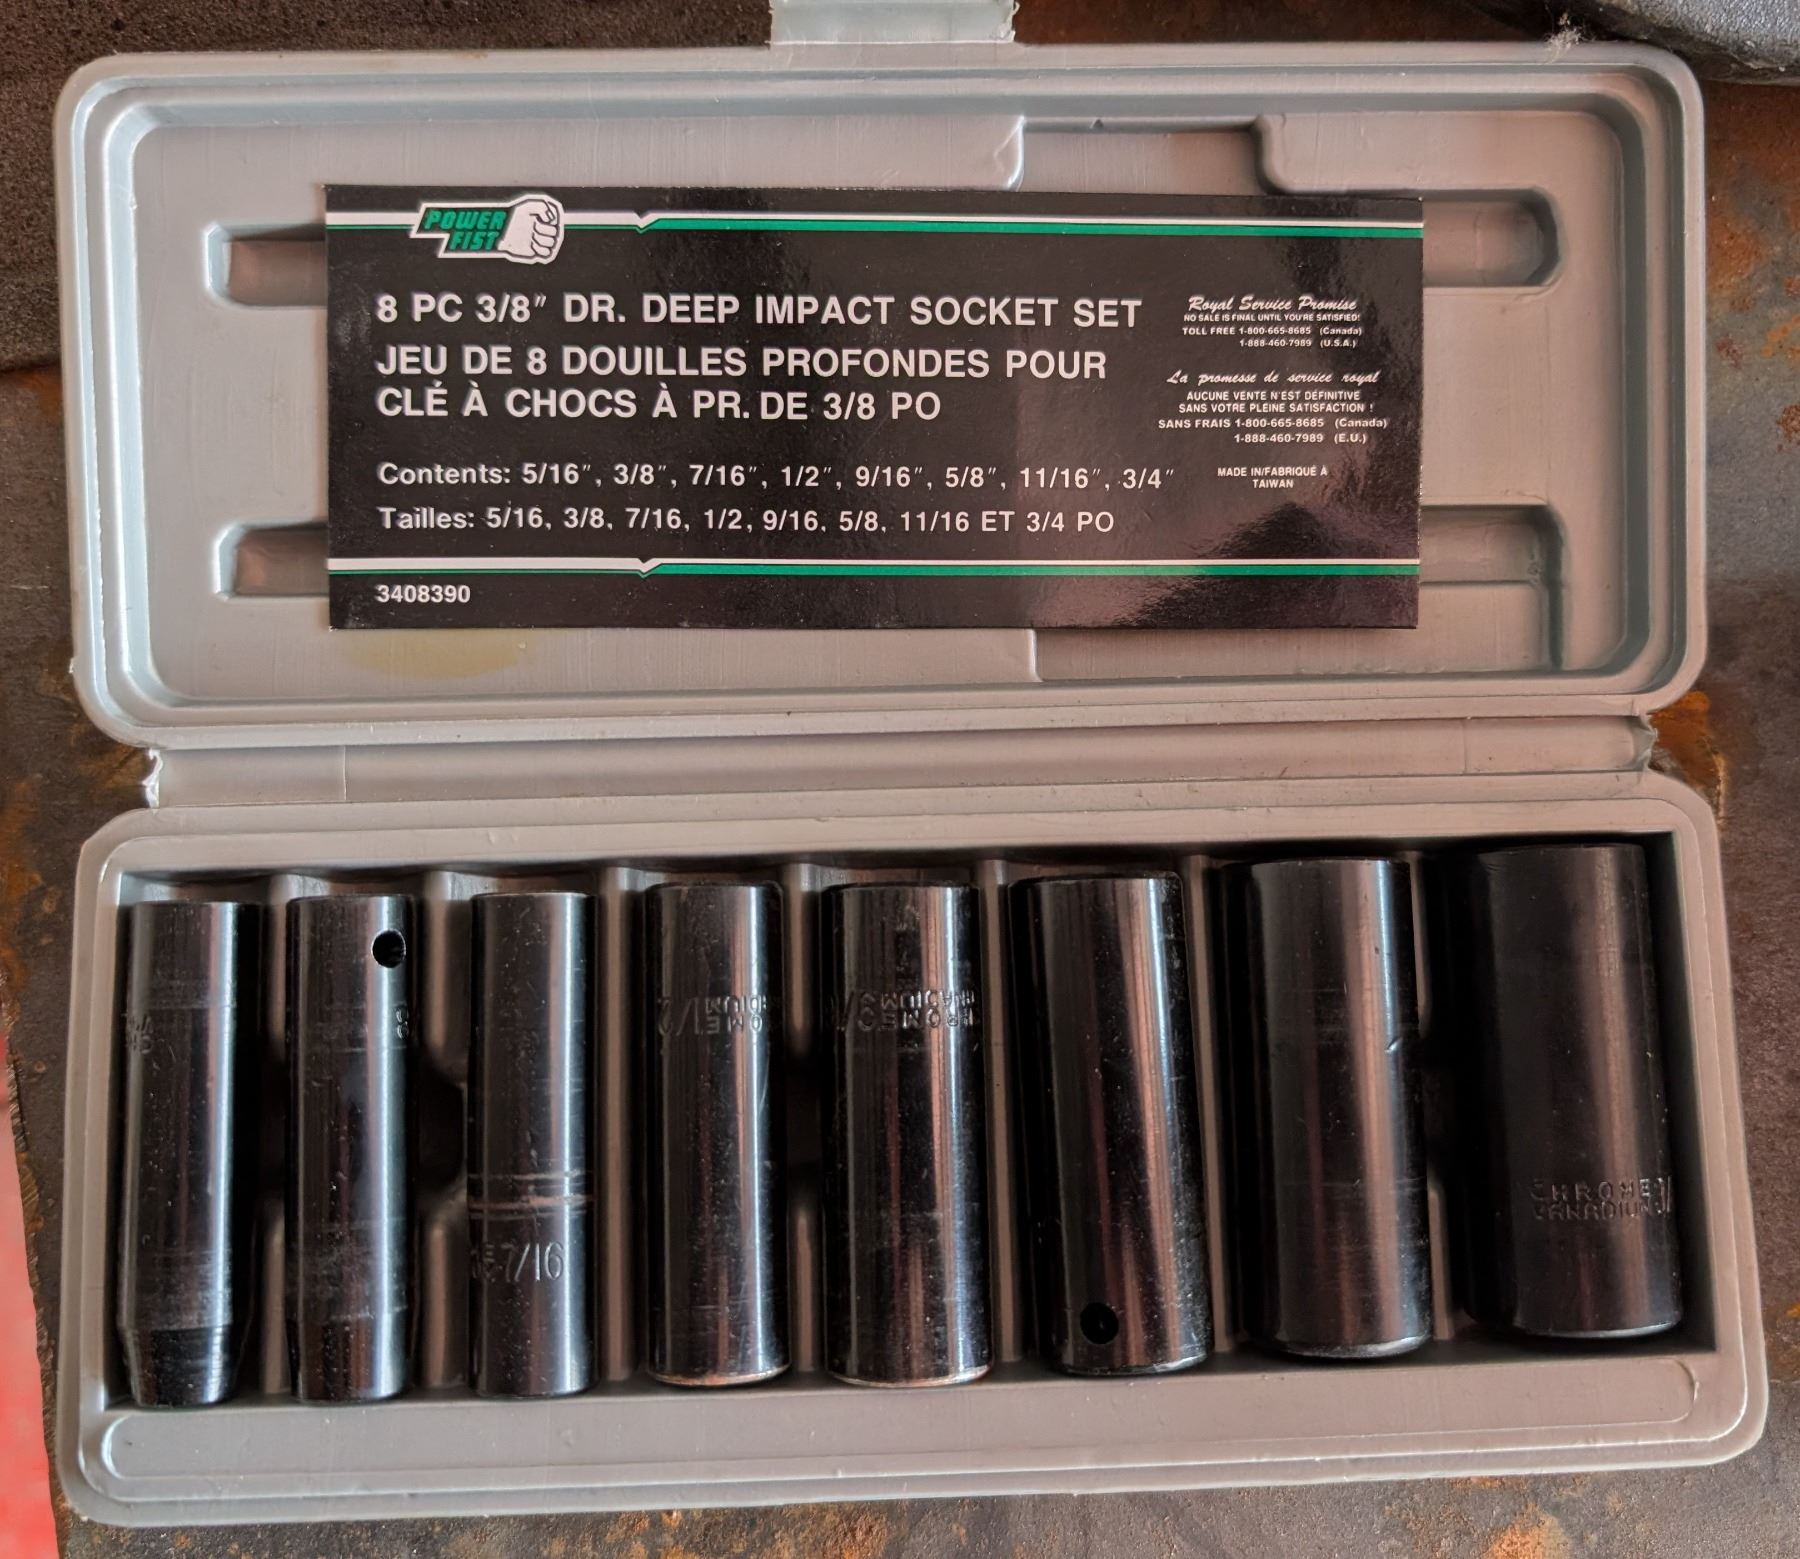 POWER
FIST
8 PC 3/8″ DR. DEEP IMPACT SOCKET SET
JEU DE 8 DOUILLES PROFONDES POUR
CLÉ À CHOCS À PR. DE 3/8 PO
Contents: 5/16″, 3/8″, 7/16″, 1/2″, 9/16″, 5/8″, 11/16″, 3/4″
Tailles: 5/16, 3/8, 7/16, 1/2, 9/16, 5/8, 11/16 ET 3/4 PO
3408390
Royal Service Promise
NO SALE IS FINAL UNTIL YOU'RE SATISFIED!
TOLL FREE 1-800-665-8685 (Canada)
1-888-460-7989 (U.S.A.)
La promesse de service royal
AUCUNE VENTE N'EST DÉFINITIVE
SANS VOTRE PLEINE SATISFACTION !
SANS FRAIS 1-800-665-8685 (Canada)
1-888-460-7989 (É.U.)
MADE IN/FABRIQUÉ À
TAIWAN
1/2
7/16
CHROME
VANADIUM